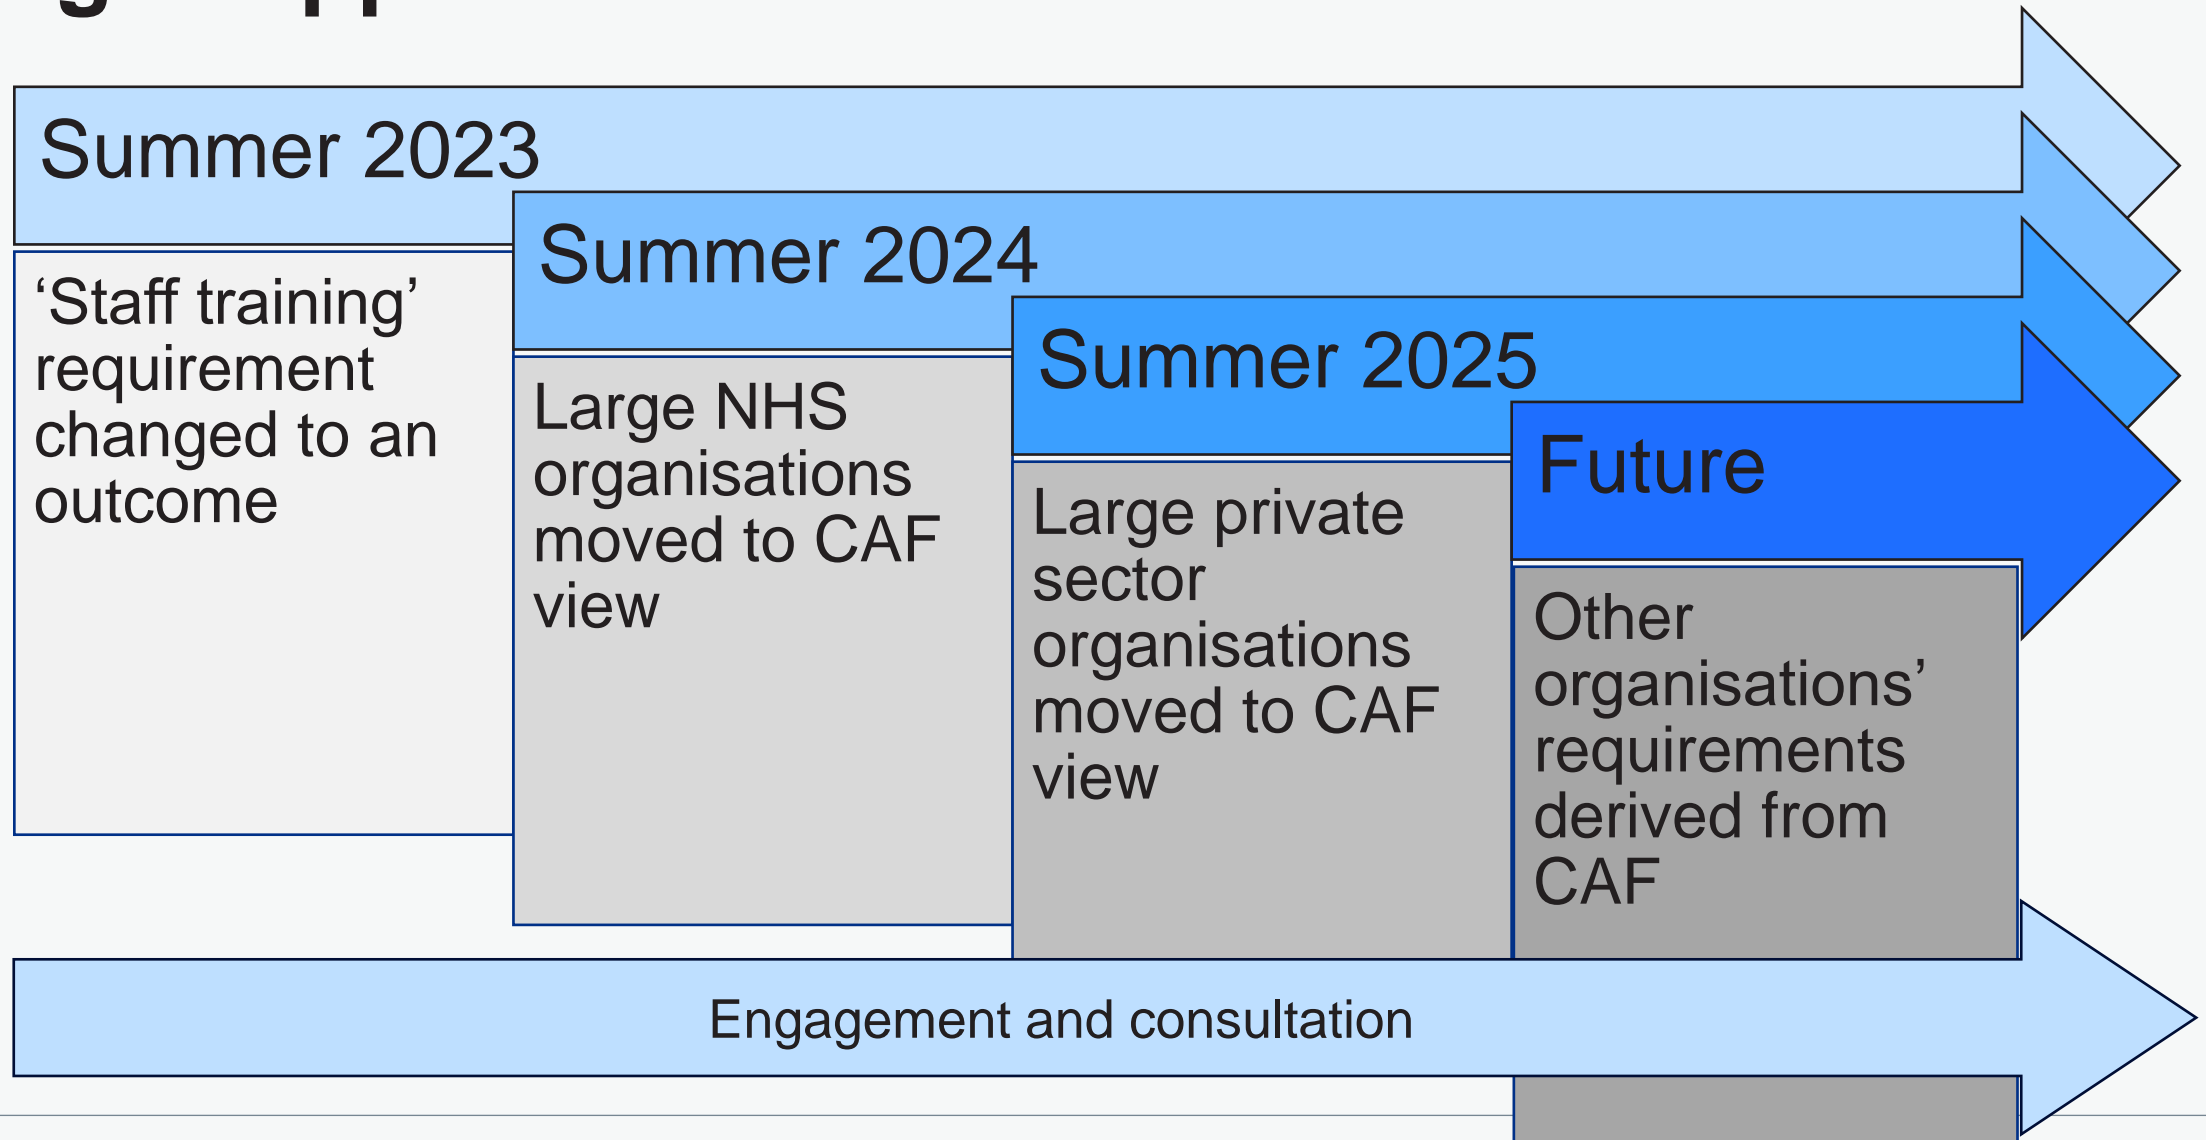 Summer 2023
‘Staff training’
requirement
changed to an
outcome
Summer 2024
Large NHS
organisations
moved to CAF
view
Summer 2025
Large private
sector
organisations
moved to CAF
view
Future
Other
organisations’
requirements
derived from
CAF
Engagement and consultation